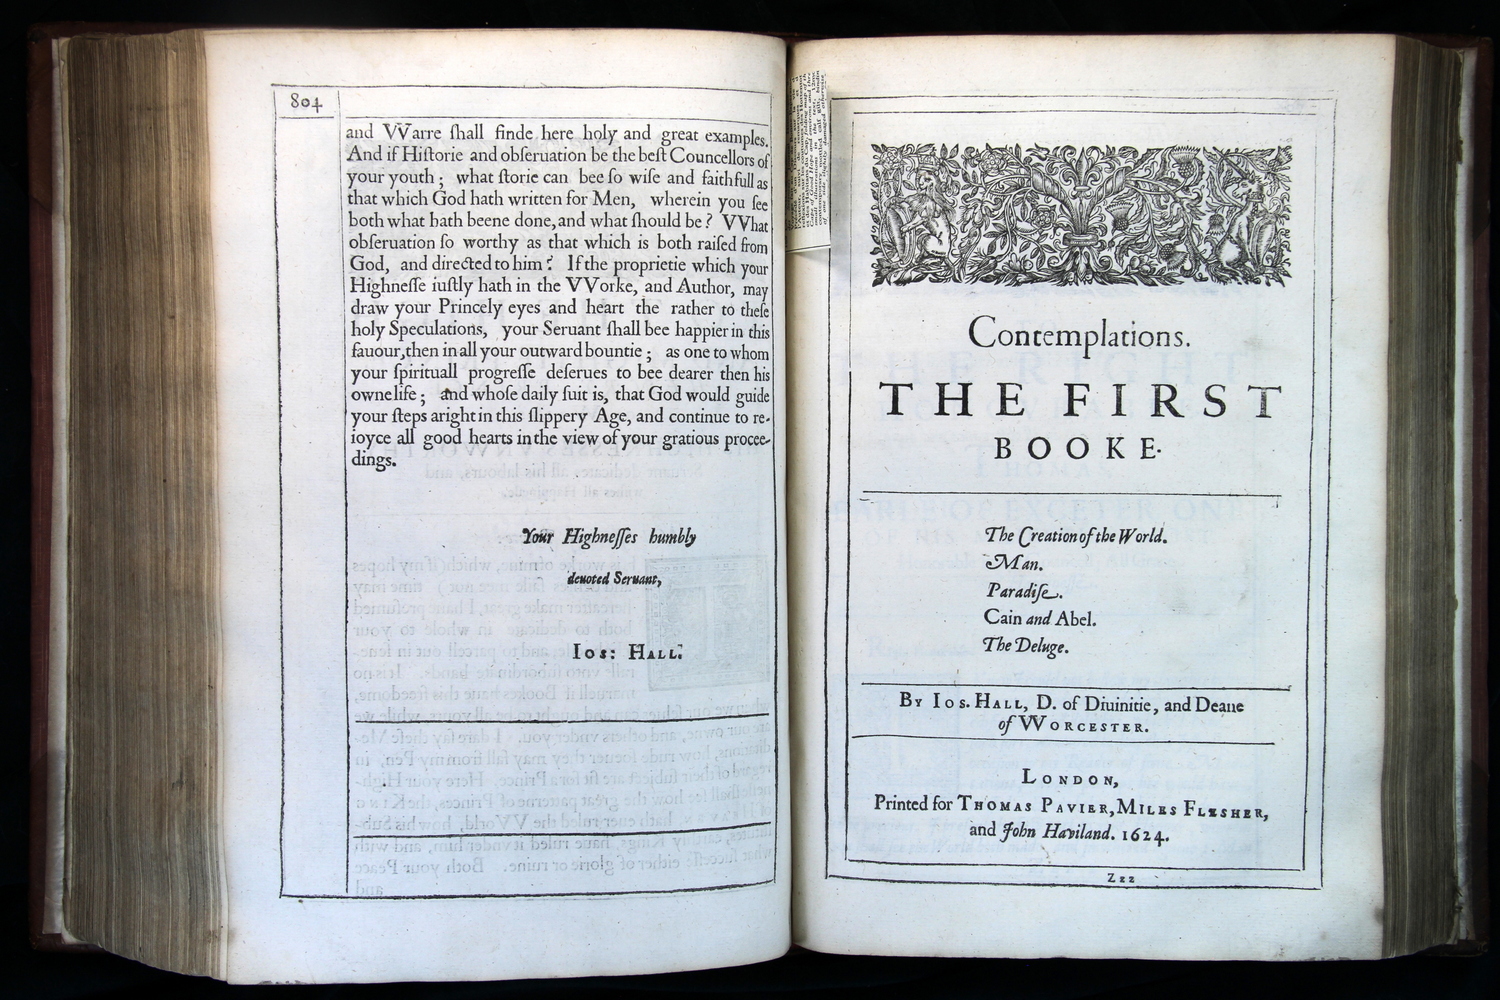 804
and VVarre ſhall finde here holy and great examples.
And if Hiſtorie and obſeruation be the beſt Councellors of
your youth; what ſtorie can bee ſo wiſe and faithfull as
that which God hath written for Men, wherein you ſee
both what hath beene done, and what ſhould be? VVhat
obſeruation ſo worthy as that which is both raiſed from
God, and directed to him? If the proprietie which your
Highneſſe iuſtly hath in the VVorke, and Author, may
draw your Princely eyes and heart the rather to theſe
holy Speculations, your Seruant ſhall bee happier in this
fauour, then in all your outward bountie; as one to whom
your ſpirituall progreſſe deſerues to bee dearer then his
owne life; and whoſe daily ſuit is, that God would guide
your ſteps aright in this ſlippery Age, and continue to re-
ioyce all good hearts in the view of your gratious procee-
dings.
Your Highneſſes humbly
deuoted Seruant,
Ios: HALL.
Contemplations.
THE FIRST
BOOKE.
The Creation of the World.
Man.
Paradiſe.
Cain and Abel.
The Deluge.
By Ios. HALL, D. of Diuinitie, and Deane
of VVORCESTER.
LONDON,
Printed for THOMAS PAVIER, MILES FLESHER,
and John Haviland. 1624.
Zzz